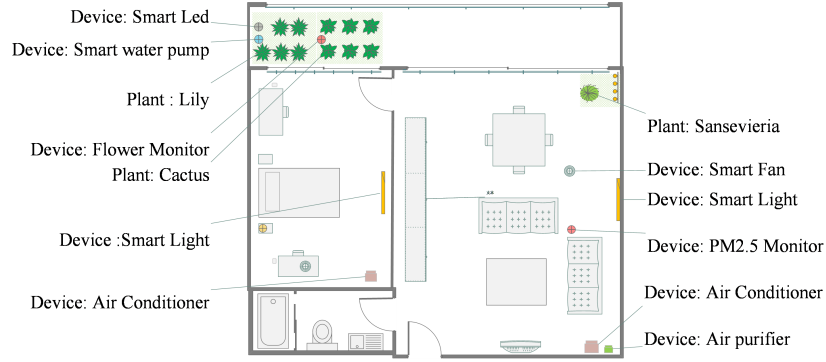 Device: Smart Led
Device: Smart water pump
Plant : Lily
Device: Flower Monitor
Plant: Cactus
Device :Smart Light
Device: Air Conditioner
Plant: Sansevieria
Device: Smart Fan
Device: Smart Light
Device: PM2.5 Monitor
Device: Air Conditioner
Device: Air purifier
**